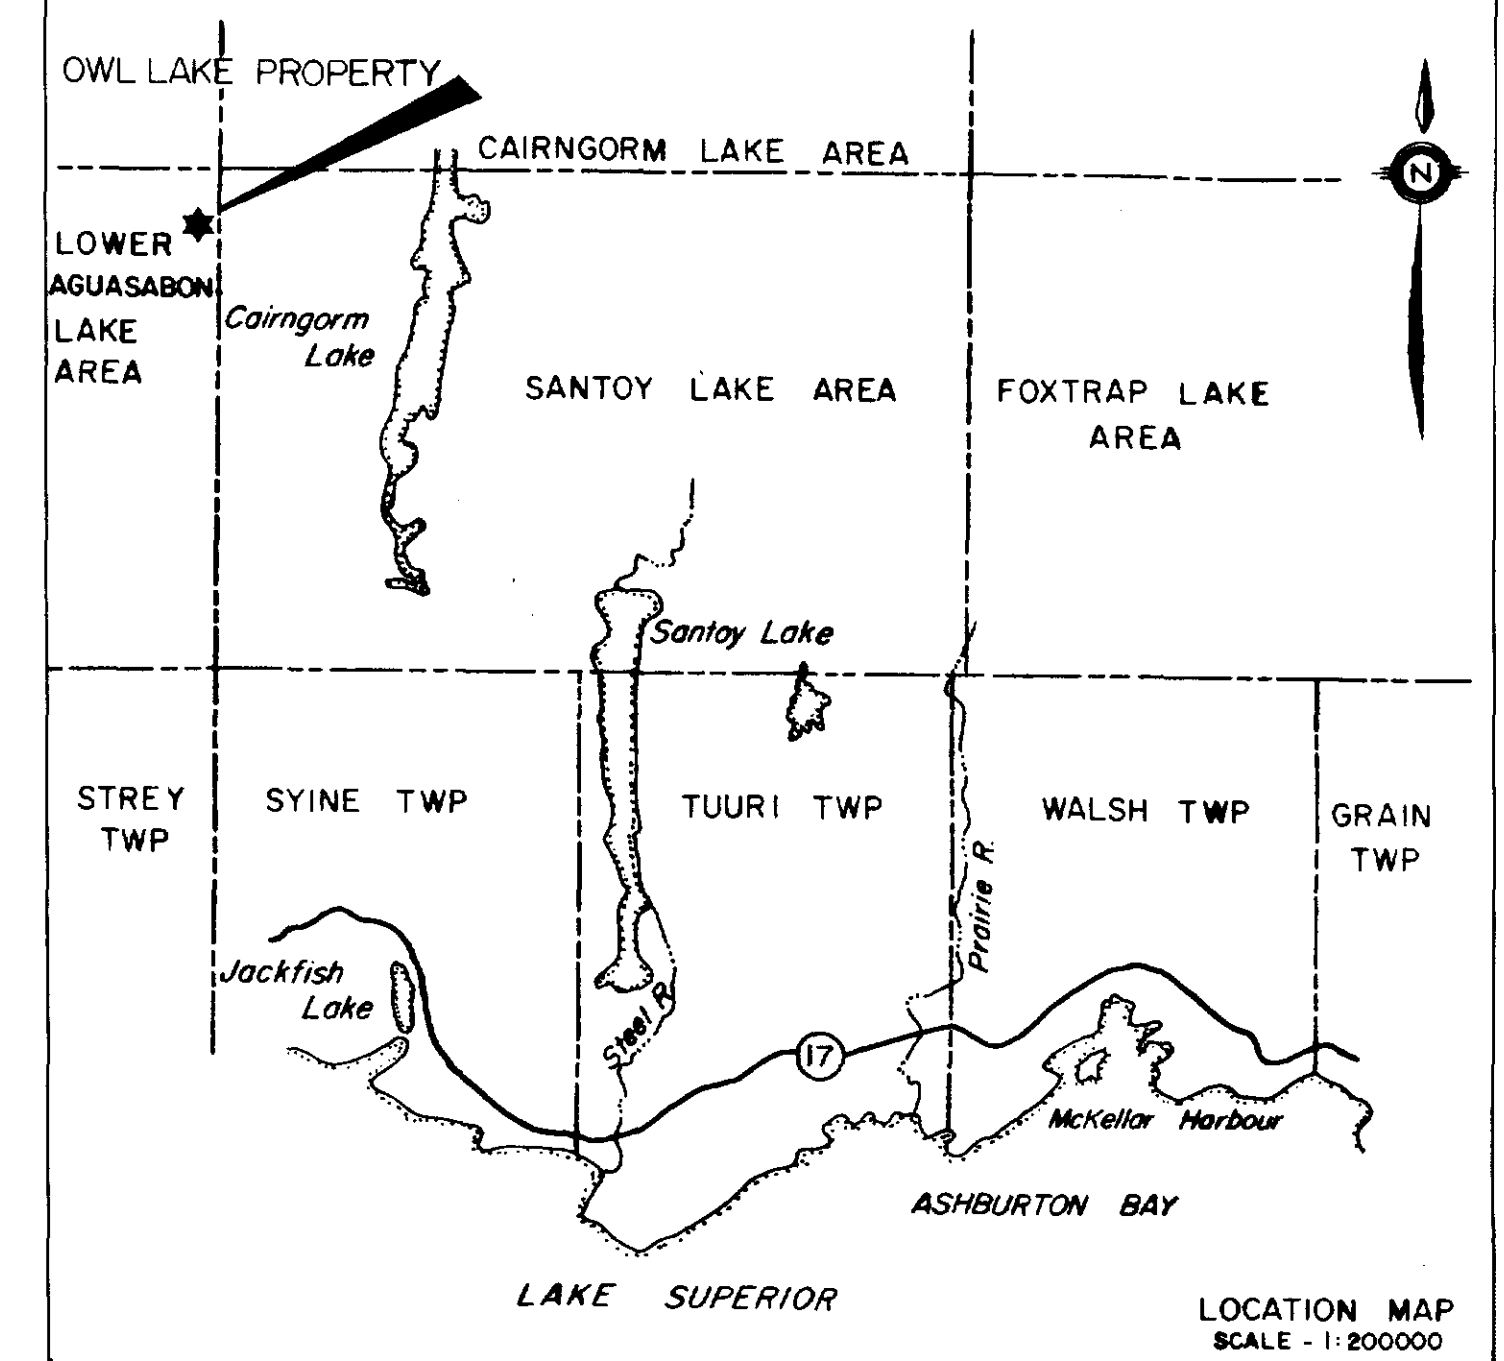 OWL LAKE PROPERTY
CAIRNGORM LAKE AREA
N
LOWER
AGUASABON
LAKE
AREA
Cairngorm
Lake
SANTOY LAKE AREA
FOXTRAP LAKE
AREA
Santoy Lake
STREY
TWP
SYINE TWP
TUURI TWP
WALSH TWP
GRAIN
TWP
Prairie R.
Jackfish
Lake
Steel R.
17
McKellar Harbour
ASHBURTON BAY
LAKE SUPERIOR
LOCATION MAP
SCALE - 1:200000